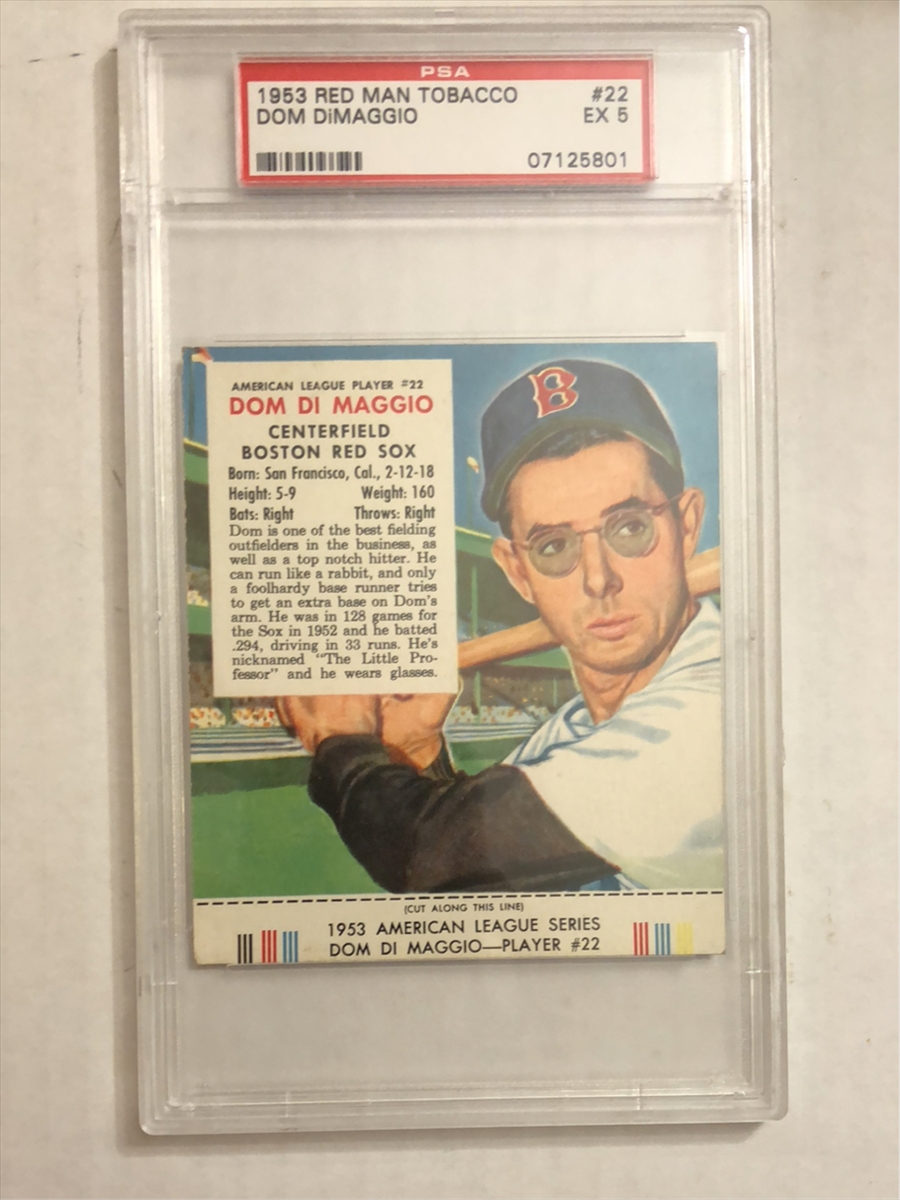 PSA
1953 RED MAN TOBACCO #22
DOM DiMAGGIO EX 5
07125801
AMERICAN LEAGUE PLAYER #22
DOM DI MAGGIO
CENTERFIELD
BOSTON RED SOX
Born: San Francisco, Cal., 2-12-18
Height: 5-9 Weight: 160
Bats: Right Throws: Right
Dom is one of the best fielding
outfielders in the business, as
well as a top notch hitter. He
can run like a rabbit, and only
a foolhardy base runner tries
to get an extra base on Dom's
arm. He was in 128 games for
the Sox in 1952 and he batted
.294, driving in 33 runs. He's
nicknamed "The Little Pro-
fessor" and he wears glasses.
B
(CUT ALONG THIS LINE)
1953 AMERICAN LEAGUE SERIES
DOM DI MAGGIO—PLAYER #22